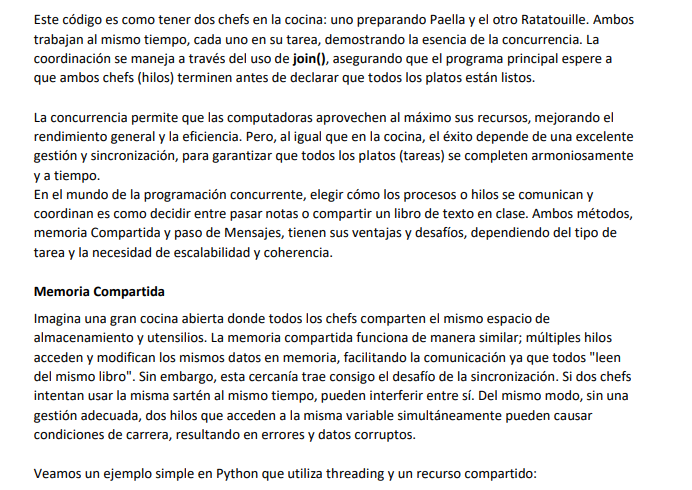 Este código es como tener dos chefs en la cocina: uno preparando Paella y el otro Ratatouille. Ambos
trabajan al mismo tiempo, cada uno en su tarea, demostrando la esencia de la concurrencia. La
coordinación se maneja a través del uso de join(), asegurando que el programa principal espere a
que ambos chefs (hilos) terminen antes de declarar que todos los platos están listos.
La concurrencia permite que las computadoras aprovechen al máximo sus recursos, mejorando el
rendimiento general y la eficiencia. Pero, al igual que en la cocina, el éxito depende de una excelente
gestión y sincronización, para garantizar que todos los platos (tareas) se completen armoniosamente
y a tiempo.
En el mundo de la programación concurrente, elegir cómo los procesos o hilos se comunican y
coordinan es como decidir entre pasar notas o compartir un libro de texto en clase. Ambos métodos,
memoria Compartida y paso de Mensajes, tienen sus ventajas y desafíos, dependiendo del tipo de
tarea y la necesidad de escalabilidad y coherencia.
Memoria Compartida
Imagina una gran cocina abierta donde todos los chefs comparten el mismo espacio de
almacenamiento y utensilios. La memoria compartida funciona de manera similar; múltiples hilos
acceden y modifican los mismos datos en memoria, facilitando la comunicación ya que todos "leen
del mismo libro". Sin embargo, esta cercanía trae consigo el desafío de la sincronización. Si dos chefs
intentan usar la misma sartén al mismo tiempo, pueden interferir entre sí. Del mismo modo, sin una
gestión adecuada, dos hilos que acceden a la misma variable simultáneamente pueden causar
condiciones de carrera, resultando en errores y datos corruptos.
Veamos un ejemplo simple en Python que utiliza threading y un recurso compartido: